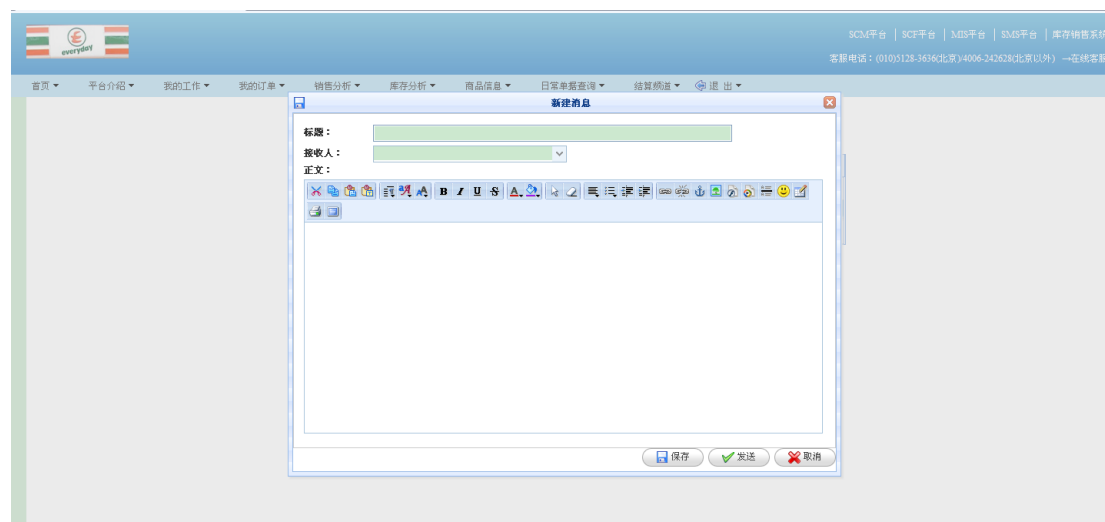 everyday
SCM平台 | SCF平台 | MIS平台 | SMS平台 | 库存销售系统
客服电话：(010)5128-3636(北京)/4006-242628(北京以外) →在线客服
首页 平台介绍 我的工作 我的订单 销售分析 库存分析 商品信息 日常单据查询 结算频道 退 出
新建消息
标题：
接收人：
正文：
B I U S A
保存 发送 取消